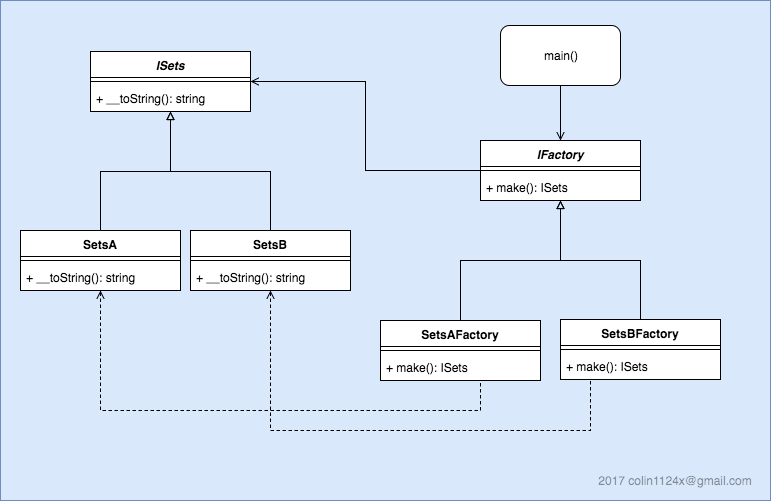 main()
ISets
+ __toString(): string
IFactory
+ make(): ISets
SetsA
+ __toString(): string
SetsB
+ __toString(): string
SetsAFactory
+ make(): ISets
SetsBFactory
+ make(): ISets
2017 colin1124x@gmail.com